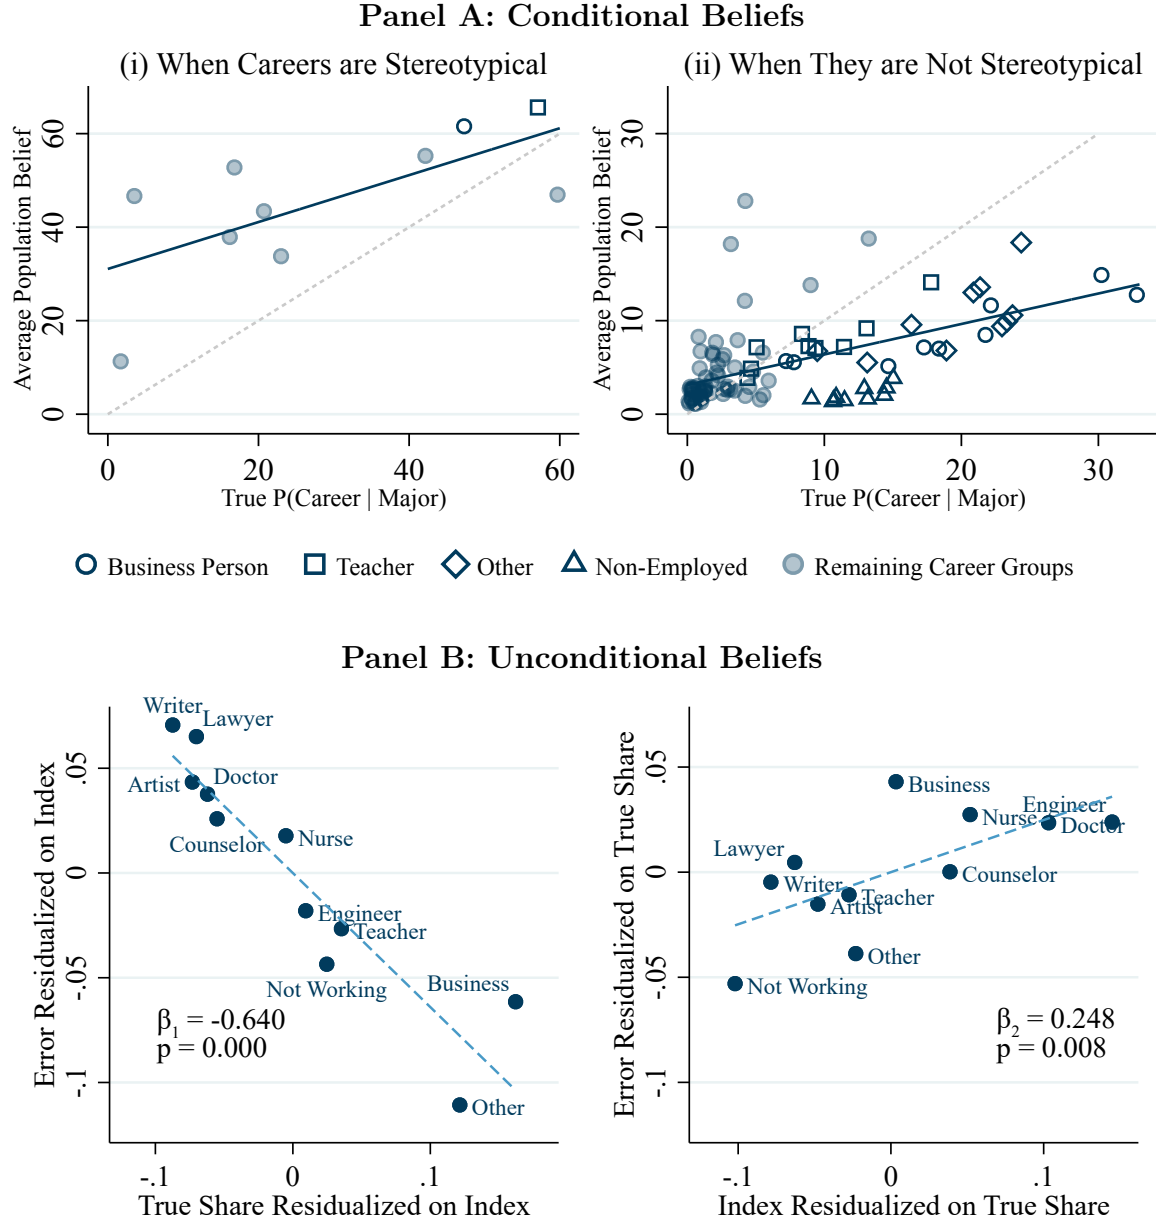 Panel A: Conditional Beliefs
(i) When Careers are Stereotypical
(ii) When They are Not Stereotypical
Average Population Belief
60
40
20
0
0 20 40 60
True P(Career | Major)
Average Population Belief
30
20
10
0
0 10 20 30
True P(Career | Major)
Business Person Teacher Other Non-Employed Remaining Career Groups
Panel B: Unconditional Beliefs
Error Residualized on Index
.05
0
-.05
-.1
Writer
Lawyer
Artist
Doctor
Counselor
Nurse
Engineer
Teacher
Not Working
Business
Other
β1 = -0.640
p = 0.000
-.1 0 .1
True Share Residualized on Index
Error Residualized on True Share
.05
0
-.05
-.1
Business
Nurse
Engineer
Doctor
Lawyer
Writer
Counselor
Teacher
Artist
Other
Not Working
β2 = 0.248
p = 0.008
-.1 0 .1
Index Residualized on True Share